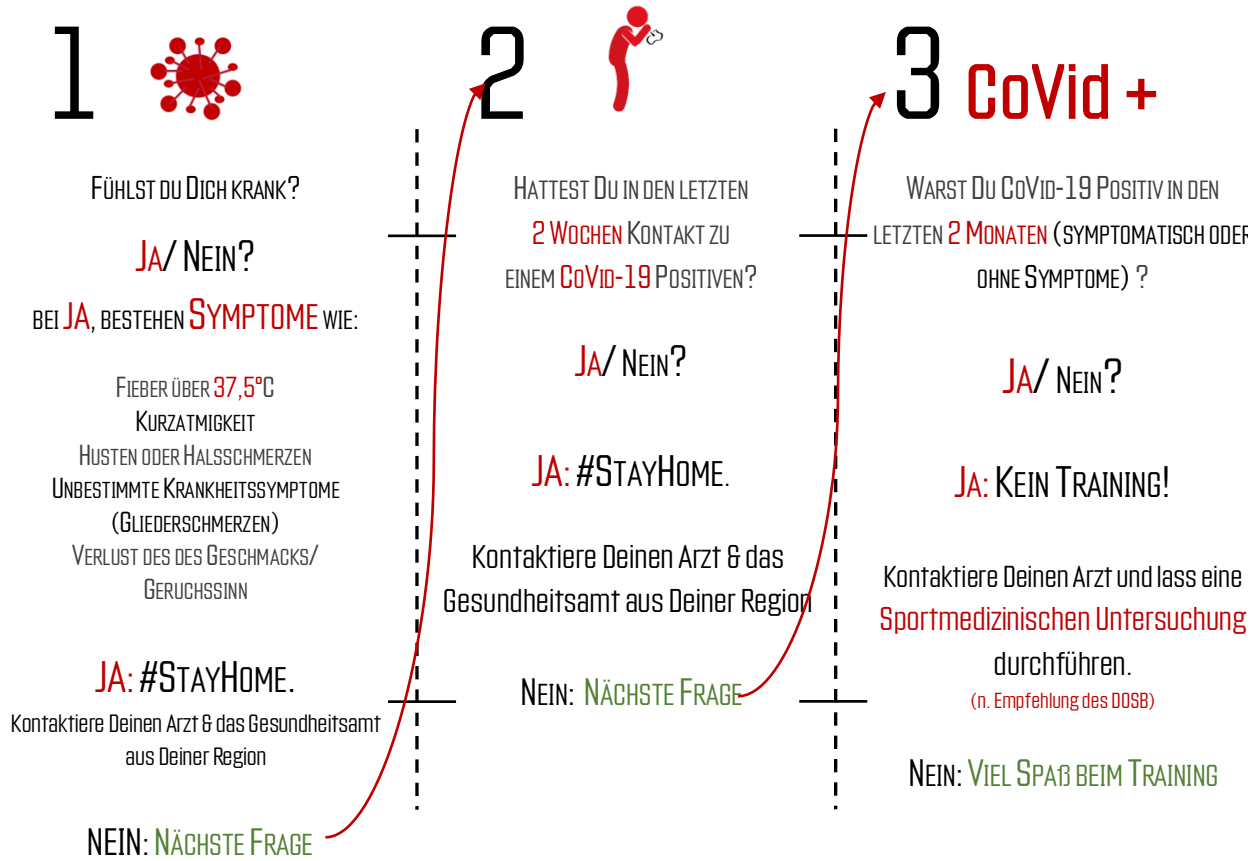 1
FÜHLST DU DICH KRANK?
JA/ NEIN?
BEI JA, BESTEHEN SYMPTOME WIE:
FIEBER ÜBER 37,5°C
KURZATMIGKEIT
HUSTEN ODER HALSSCHMERZEN
UNBESTIMMTE KRANKHEITSSYMPTOME
(GLIEDERSCHMERZEN)
VERLUST DES DES GESCHMACKS/
GERUCHSSINN
JA: #STAYHOME.
Kontaktiere Deinen Arzt & das Gesundheitsamt
aus Deiner Region
NEIN: NÄCHSTE FRAGE
2
HATTEST DU IN DEN LETZTEN
2 WOCHEN KONTAKT ZU
EINEM COVID-19 POSITIVEN?
JA/ NEIN?
JA: #STAYHOME.
Kontaktiere Deinen Arzt & das
Gesundheitsamt aus Deiner Region
NEIN: NÄCHSTE FRAGE
3 CoVid +
WARST DU COVID-19 POSITIV IN DEN
LETZTEN 2 MONATEN (SYMPTOMATISCH ODER
OHNE SYMPTOME) ?
JA/ NEIN?
JA: KEIN TRAINING!
Kontaktiere Deinen Arzt und lass eine
Sportmedizinischen Untersuchung
durchführen.
(n. Empfehlung des DOSB)
NEIN: VIEL SPAß BEIM TRAINING